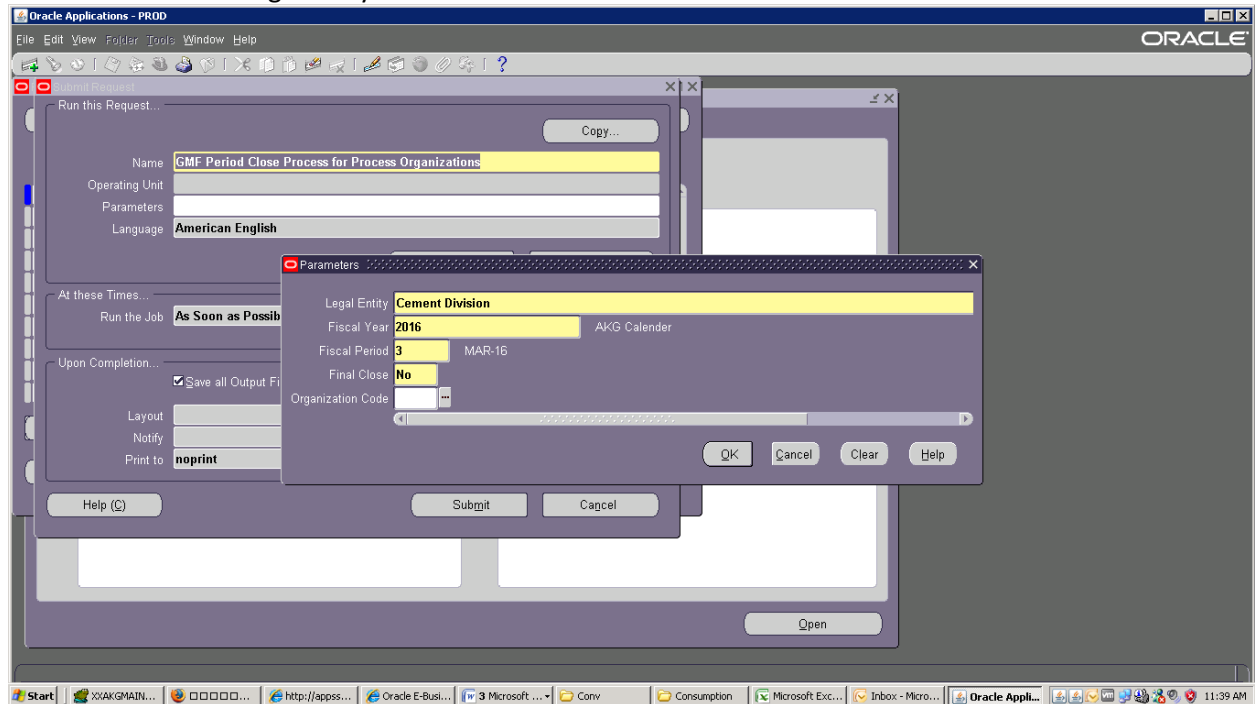 Oracle Applications - PROD
File Edit View Folder Tools Window Help
ORACLE
Submit Request
Run this Request...
Copy...
Name GMF Period Close Process for Process Organizations
Operating Unit
Parameters
Language American English
Parameters
At these Times...
Run the Job As Soon as Possib
Legal Entity Cement Division
Fiscal Year 2016 AKG Calender
Fiscal Period 3 MAR-16
Upon Completion...
Final Close No
Save all Output Fi
Organization Code
Layout
Notify
Print to noprint
OK Cancel Clear Help
Help (C) Submit Cancel
Open
Start XXAKGMAIN... http://appss... Oracle E-Busi... 3 Microsoft ... Conv Consumption Microsoft Exc... Inbox - Micro... Oracle Appli... 11:39 AM